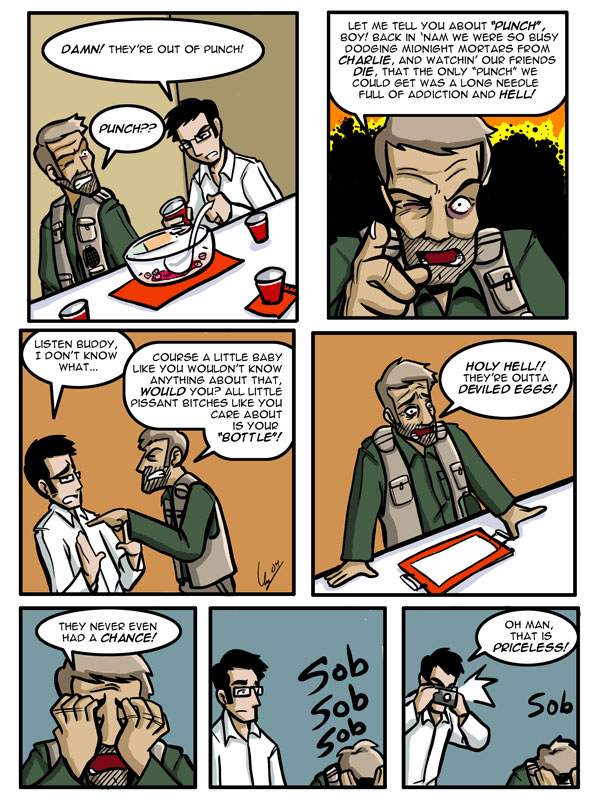 DAMN! THEY'RE OUT OF PUNCH!
PUNCH??
LET ME TELL YOU ABOUT "PUNCH",
BOY! BACK IN 'NAM WE WERE SO BUSY
DODGING MIDNIGHT MORTARS FROM
CHARLIE, AND WATCHIN' OUR FRIENDS
DIE, THAT THE ONLY "PUNCH" WE
COULD GET WAS A LONG NEEDLE
FULL OF ADDICTION AND HELL!
LISTEN BUDDY,
I DON'T KNOW
WHAT...
COURSE A LITTLE BABY
LIKE YOU WOULDN'T KNOW
ANYTHING ABOUT THAT,
WOULD YOU? ALL LITTLE
PISSANT BITCHES LIKE YOU
CARE ABOUT
IS YOUR
"BOTTLE"!
HOLY HELL!!
THEY'RE OUTTA
DEVILED EGGS!
THEY NEVER EVEN
HAD A CHANCE!
Sob
Sob
Sob
OH MAN,
THAT IS
PRICELESS!
Sob